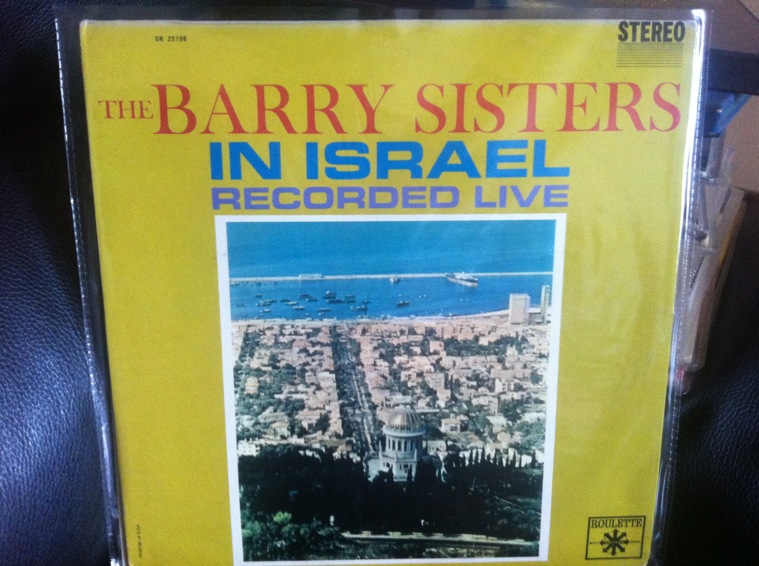 SR 25198
STEREO
THE BARRY SISTERS
IN ISRAEL
RECORDED LIVE
ROULETTE